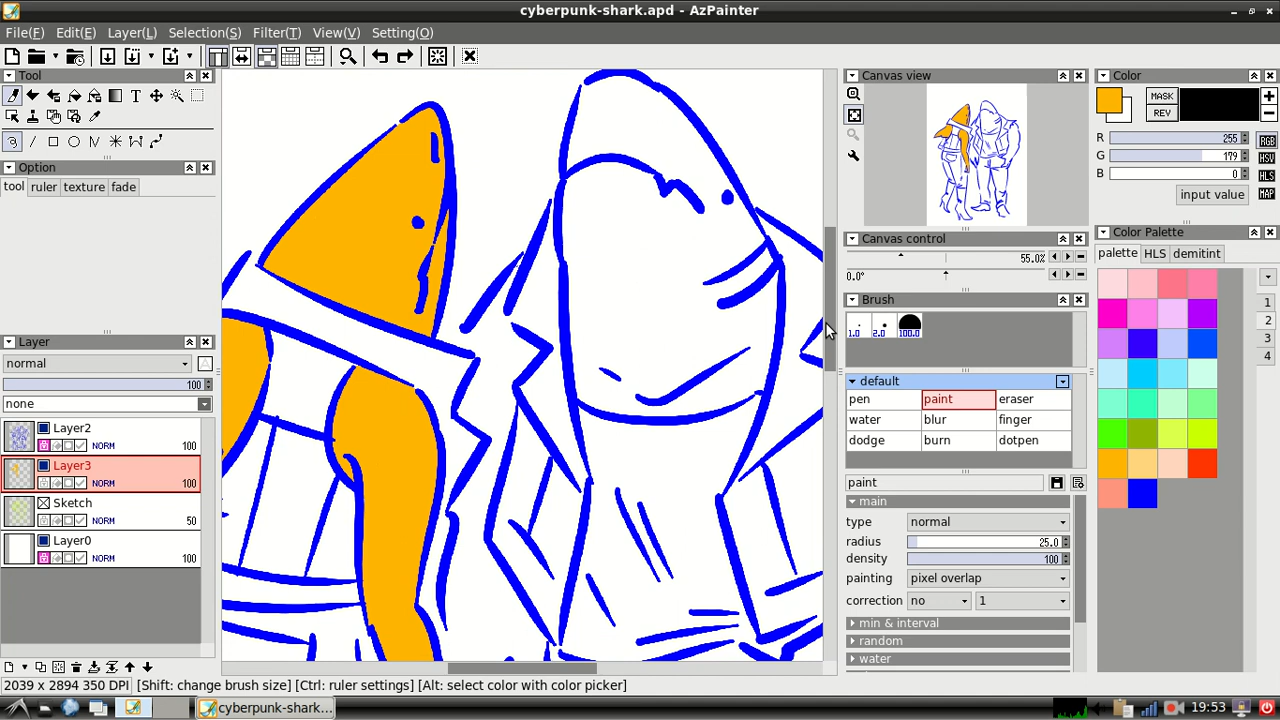 cyberpunk-shark.apd - AzPainter
File(F) Edit(E) Layer(L) Selection(S) Filter(T) View(V) Setting(O)
Tool
Option
tool ruler texture fade
Layer
normal
100
none
Layer2
NORM 100
Layer3
NORM 100
Sketch
NORM 50
Layer0
NORM 100
Canvas view
Canvas control
55.0%
0.0°
Brush
1.0 2.0 100.0
default
pen paint eraser
water blur finger
dodge burn dotpen
paint
main
type normal
radius 25.0
density 100
painting pixel overlap
correction no 1
min & interval
random
water
Color
MASK
REV
R 255
G 179
B 0
RGB
HSV
HLS
MAP
input value
Color Palette
palette HLS demitint
1
2
3
4
2039 x 2894 350 DPI [Shift: change brush size] [Ctrl: ruler settings] [Alt: select color with color picker]
cyberpunk-shark...
19:53